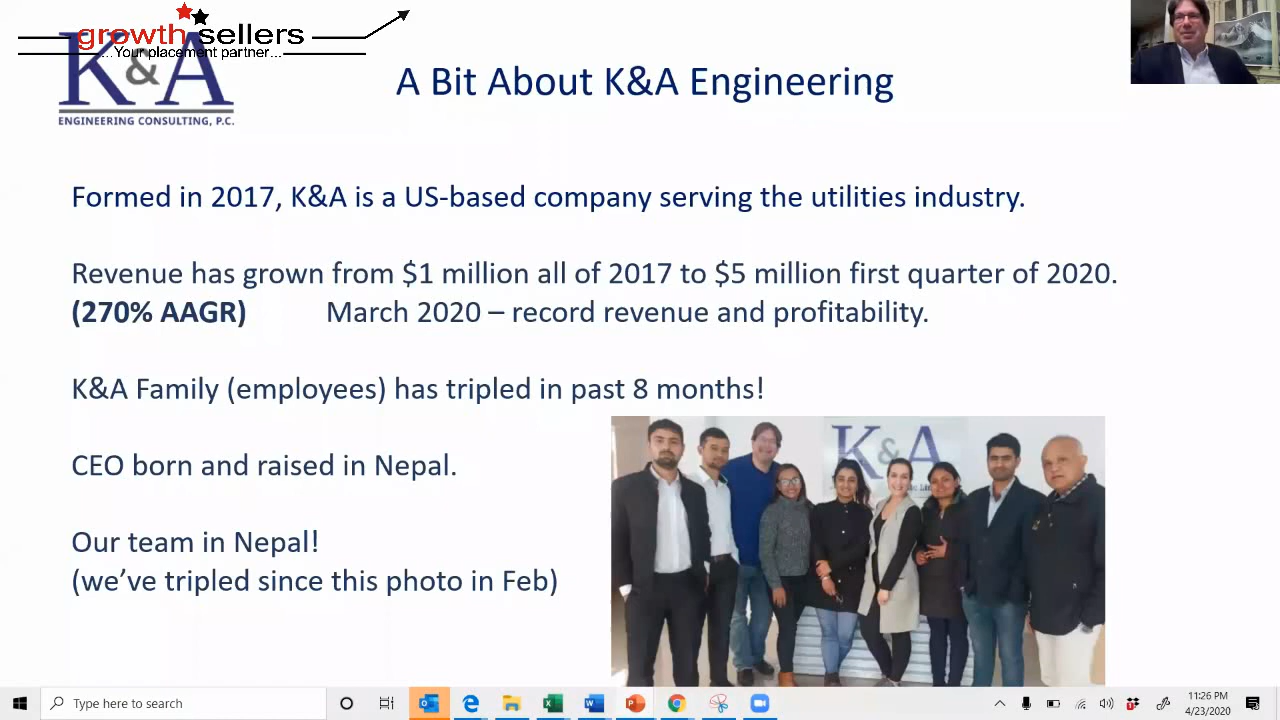 growth sellers
...Your placement partner...
K&A
ENGINEERING CONSULTING, P.C.
A Bit About K&A Engineering
Formed in 2017, K&A is a US-based company serving the utilities industry.
Revenue has grown from $1 million all of 2017 to $5 million first quarter of 2020.
(270% AAGR) March 2020 – record revenue and profitability.
K&A Family (employees) has tripled in past 8 months!
K&A
CEO born and raised in Nepal.
Our team in Nepal!
(we’ve tripled since this photo in Feb)
Type here to search
11:26 PM
4/23/2020